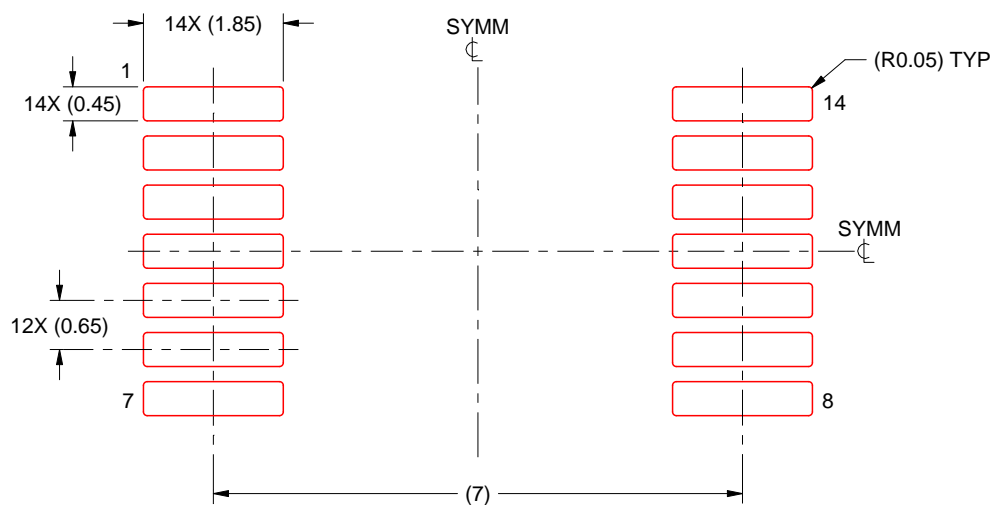 14X (1.85)
SYMM
℄
(R0.05) TYP
1
14X (0.45)
14
SYMM
℄
12X (0.65)
7
8
(7)